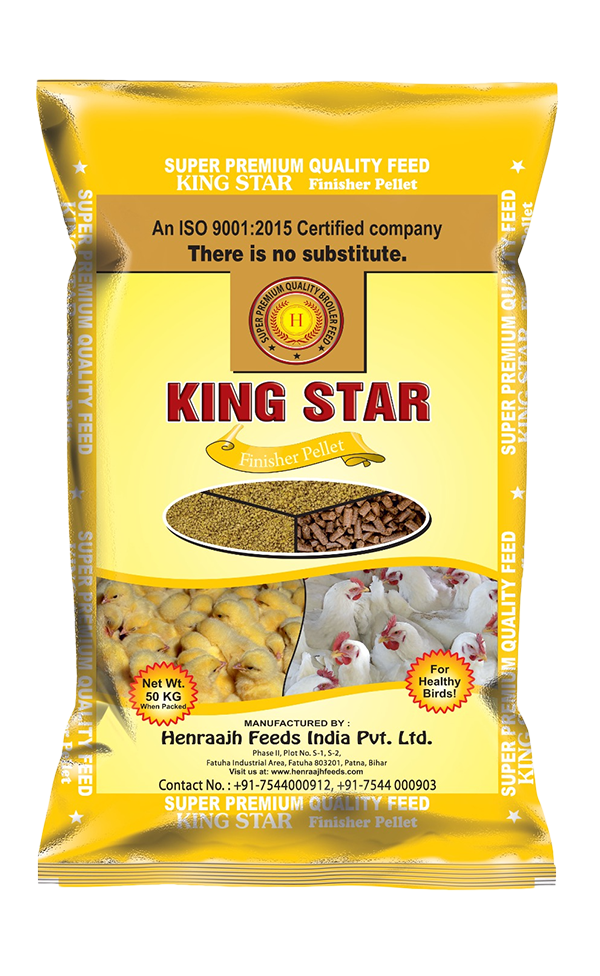 SUPER PREMIUM QUALITY FEED
KING STAR Finisher Pellet
An ISO 9001:2015 Certified company
There is no substitute.
SUPER PREMIUM QUALITY BROILER FEED
H
KING STAR
Finisher Pellet
Net Wt.
50 KG
When Packed
For
Healthy
Birds!
MANUFACTURED BY :
Henraajh Feeds India Pvt. Ltd.
Phase II, Plot No. S-1, S-2,
Fatuha Industrial Area, Fatuha 803201, Patna, Bihar
Visit us at: www.henraajhfeeds.com
Contact No. : +91-7544000912, +91-7544 000903
SUPER PREMIUM QUALITY FEED
KING STAR Finisher Pellet
SUPER PREMIUM QUALITY FEED
SUPER PREMIUM QUALITY FEED
SUPER PREMIUM QUALITY FEED
KING STAR
SUPER PREMIUM QUALITY FEED